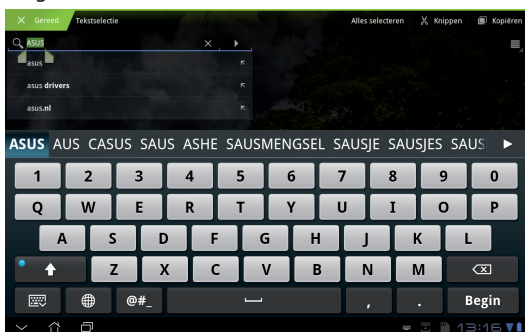 Gereed Tekstselectie Alles selecteren Knippen Kopiëren
ASUS
asus
asus drivers
asus.nl
ASUS AUS CASUS SAUS ASHE SAUSMENGSEL SAUSJE SAUSJES SAUS
1 2 3 4 5 6 7 8 9 0
Q W E R T Y U I O P
A S D F G H J K L
Z X C V B N M
@#_ , . Begin
13:16